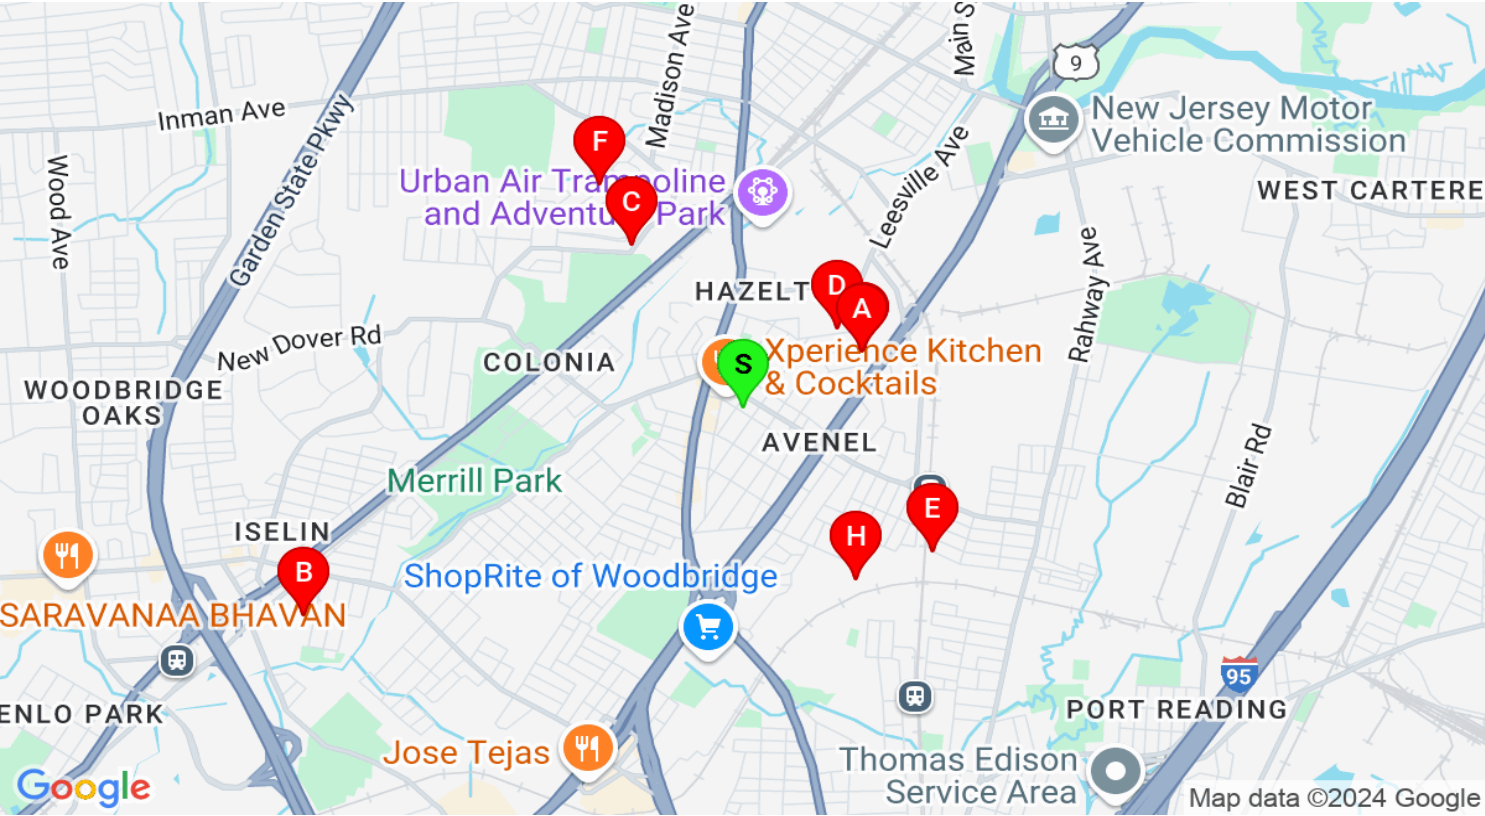 Main S
9
Inman Ave
Madison Ave
New Jersey Motor
Vehicle Commission
F
Garden State Pkwy
Wood Ave
Leesville Ave
Urban Air Trampoline
and Adventure Park
C
WEST CARTERE
Rahway Ave
HAZELT
D
A
New Dover Rd
COLONIA
S
Xperience Kitchen
& Cocktails
WOODBRIDGE
OAKS
AVENEL
Merrill Park
Blair Rd
E
ISELIN
H
B
ShopRite of Woodbridge
SARAVANAA BHAVAN
95
ENLO PARK
PORT READING
Jose Tejas
Thomas Edison
Service Area
Google
Map data ©2024 Google